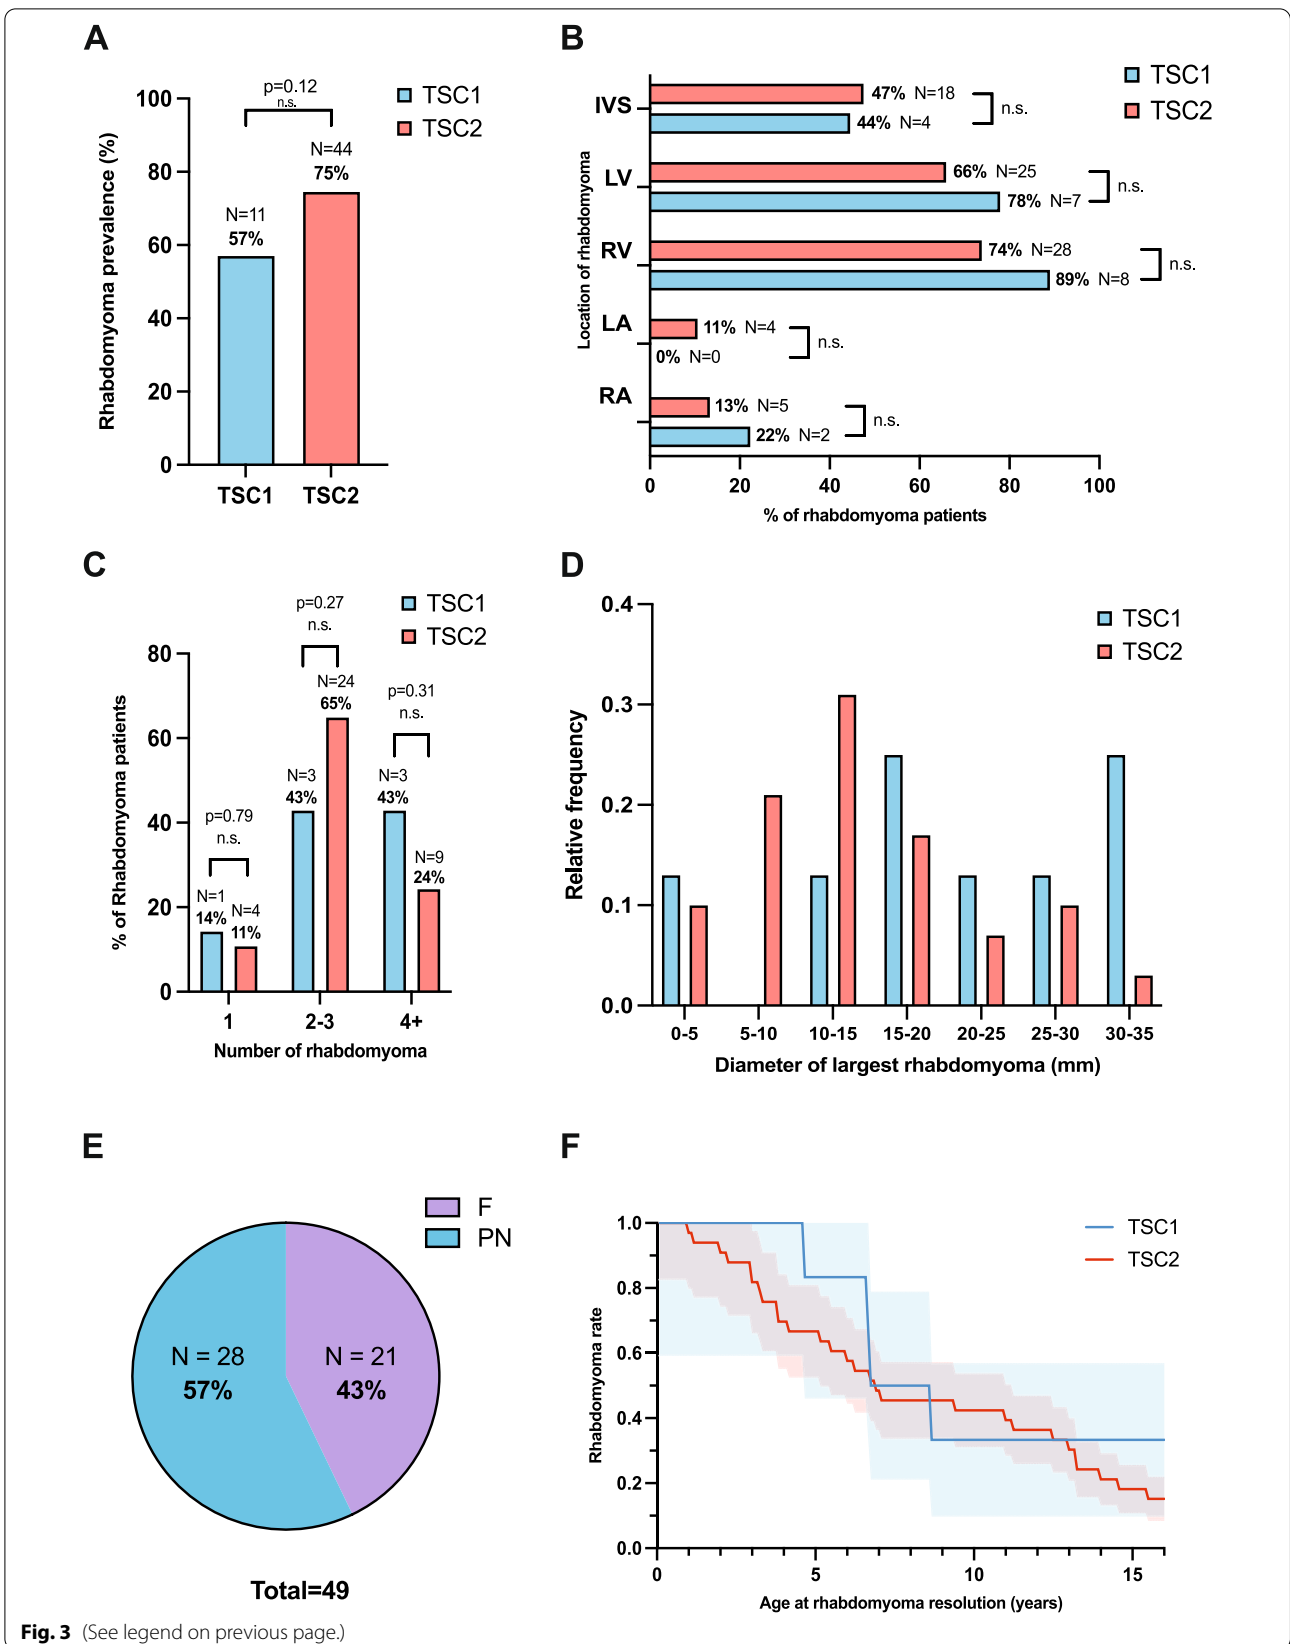 A
p=0.12
n.s.
TSC1
TSC2
Rhabdomyoma prevalence (%)
100
80
60
40
20
0
N=11
57%
N=44
75%
TSC1
TSC2
B
TSC1
TSC2
Location of rhabdomyoma
IVS
47% N=18
44% N=4
n.s.
LV
66% N=25
78% N=7
n.s.
RV
74% N=28
89% N=8
n.s.
LA
11% N=4
0% N=0
n.s.
RA
13% N=5
22% N=2
n.s.
0 20 40 60 80 100
% of rhabdomyoma patients
C
TSC1
TSC2
% of Rhabdomyoma patients
80
60
40
20
0
p=0.79
n.s.
N=1
14%
N=4
11%
p=0.27
n.s.
N=3
43%
N=24
65%
p=0.31
n.s.
N=3
43%
N=9
24%
1 2-3 4+
Number of rhabdomyoma
D
TSC1
TSC2
Relative frequency
0.4
0.3
0.2
0.1
0.0
0-5 5-10 10-15 15-20 20-25 25-30 30-35
Diameter of largest rhabdomyoma (mm)
E
F
PN
N = 28
57%
N = 21
43%
Total=49
F
TSC1
TSC2
Rhabdomyoma rate
1.0
0.8
0.6
0.4
0.2
0.0
0 5 10 15
Age at rhabdomyoma resolution (years)
Fig. 3 (See legend on previous page.)